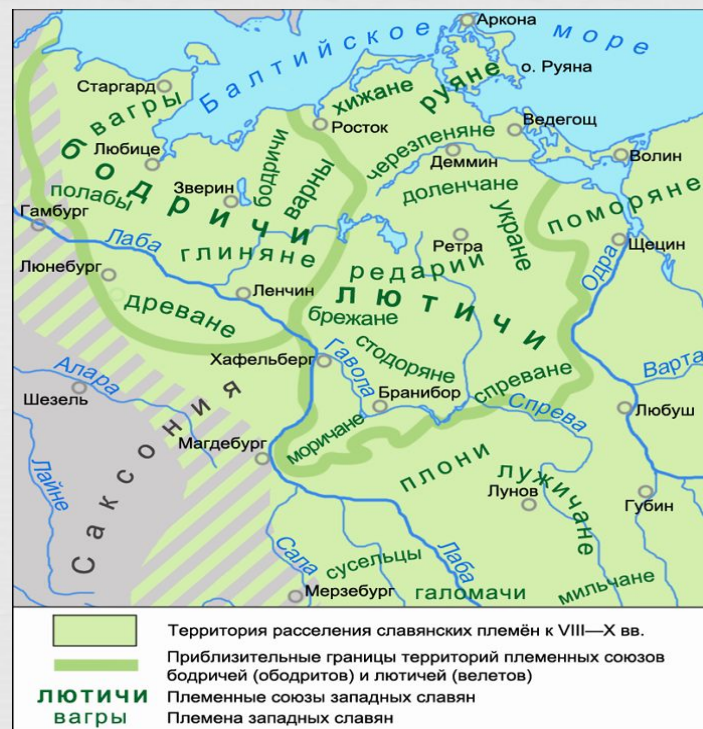 Аркона
Балтийское море
о. Руяна
Старгард
вагры
хижане
руяне
Росток
Ведегощ
Любице
бодричи
варны
черезпеняне
Деммин
Волин
бодричи
полабы
Зверин
доленчане
укране
поморяне
Гамбург
Лаба
глиняне
Ретра
Щецин
Люнебург
редарии
Одра
Ленчин
лютичи
древане
брежане
Хафельберг
Гавола
стодоряне
Варта
Алара
Шезель
Саксония
Бранибор
спреване
Спрева
Любуш
Магдебург
моричане
Лайне
плони
лужичане
Лунов
Губин
Сала
сусельцы
Лаба
Мерзебург
галомачи
мильчане
Территория расселения славянских племён к VIII—X вв.
Приблизительные границы территорий племенных союзов
бодричей (ободритов) и лютичей (велетов)
лютичи Племенные союзы западных славян
вагры Племена западных славян